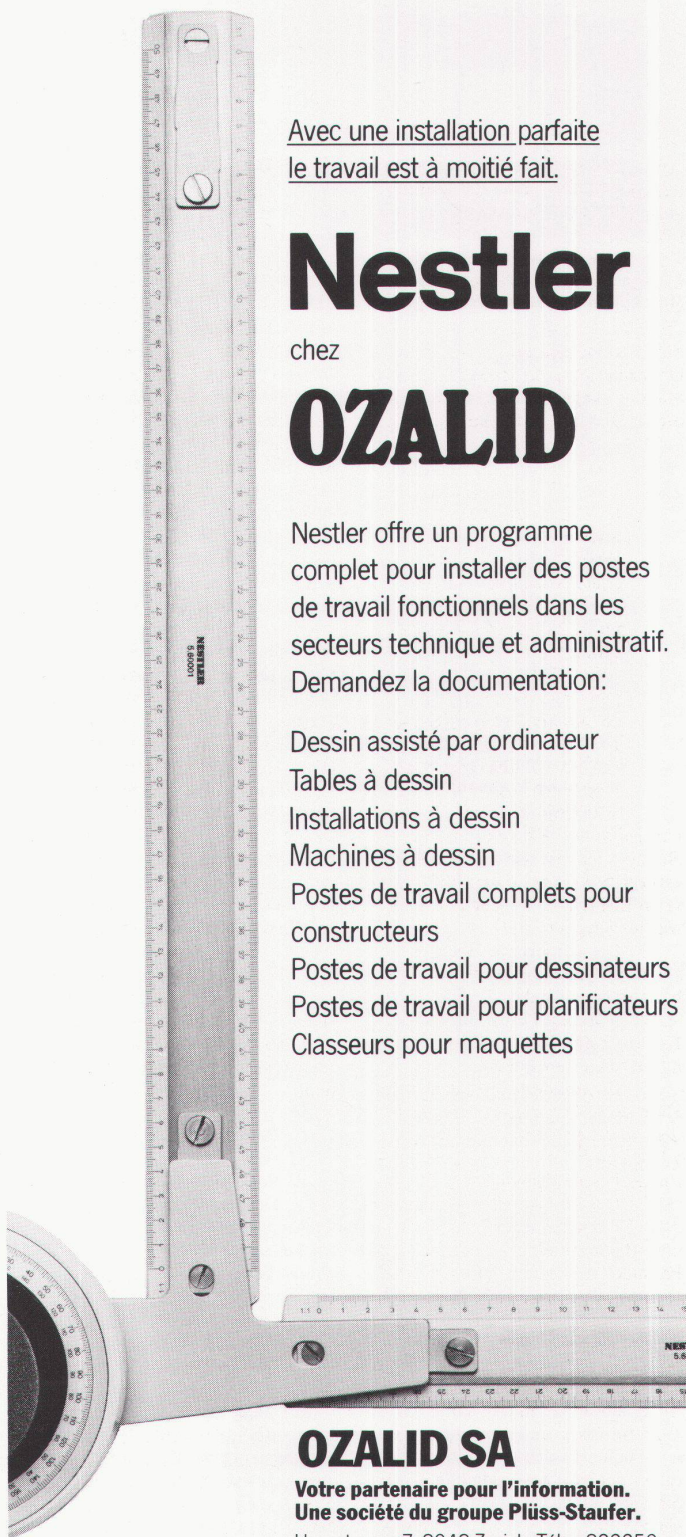 Avec une installation parfaite
le travail est à moitié fait.
Nestler
chez
OZALID
Nestler offre un programme
complet pour installer des postes
de travail fonctionnels dans les
secteurs technique et administratif.
Demandez la documentation:
Dessin assisté par ordinateur
Tables à dessin
Installations à dessin
Machines à dessin
Postes de travail complets pour
constructeurs
Postes de travail pour dessinateurs
Postes de travail pour planificateurs
Classeurs pour maquettes
NESTLER
5.60001
OZALID SA
Votre partenaire pour l'information.
Une société du groupe Plüss-Staufer.